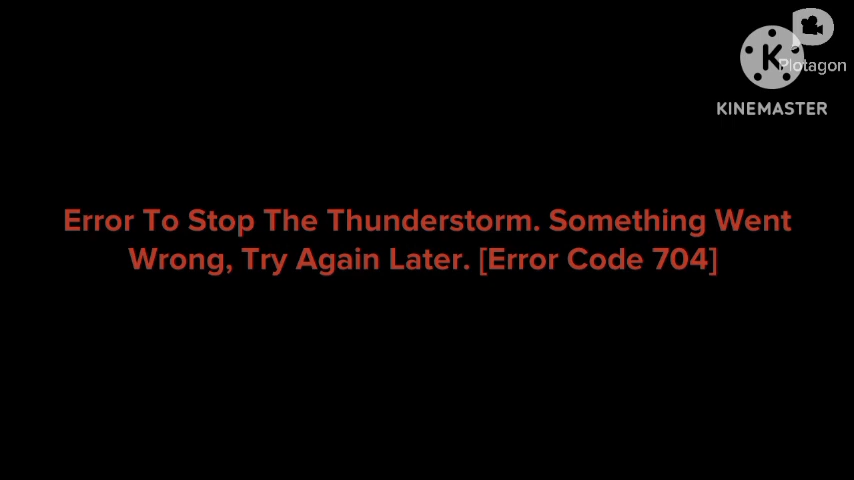 Plotagon
KINEMASTER
Error To Stop The Thunderstorm. Something Went
Wrong, Try Again Later. [Error Code 704]